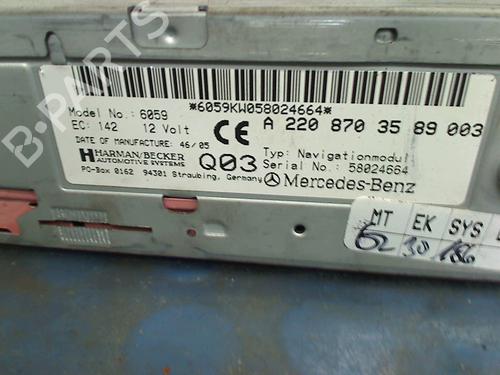 *6059KW058024664*
Model No.: 6059
EC: 142 12 Volt
CE A 220 870 35 89 003
DATE OF MANUFACTURE: 46/05
HARMAN/BECKER
AUTOMOTIVE SYSTEMS
Q03
Typ: Navigationmodul
Serial No.: 58024664
PO-Box 0162 94301 Straubing, Germany
Mercedes-Benz
MT EK SYS
B-PARTS